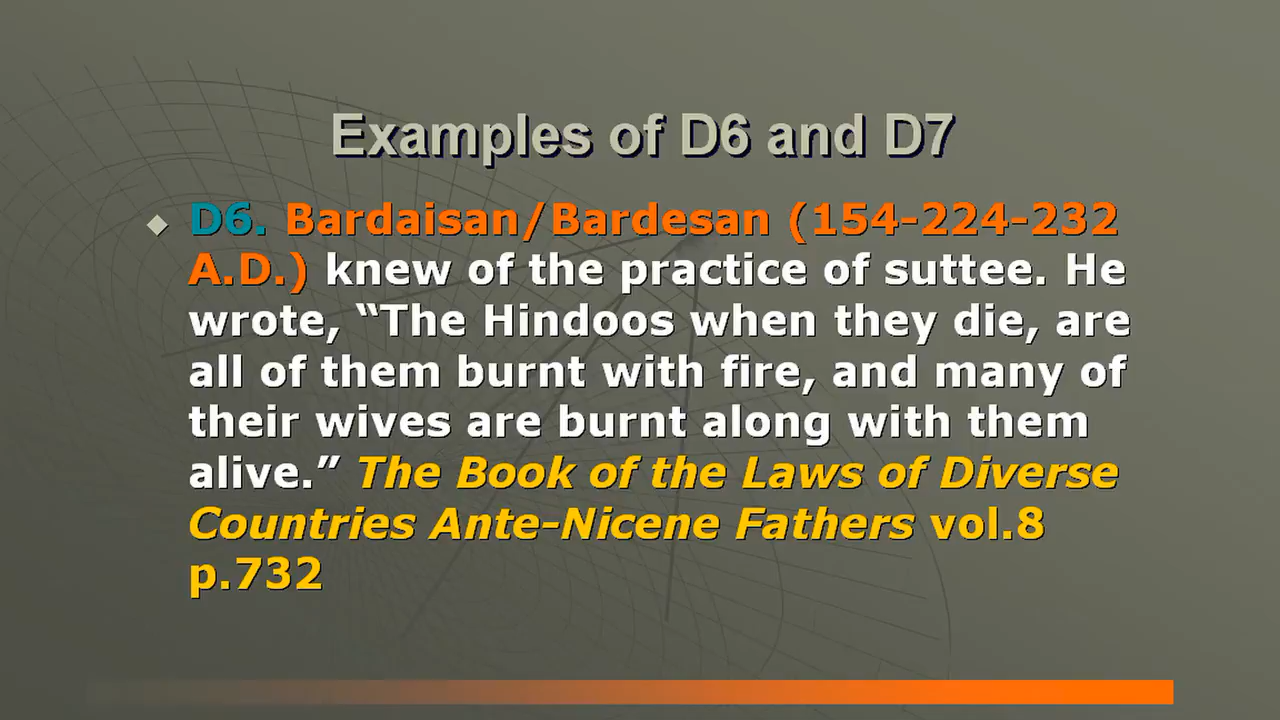 Examples of D6 and D7
D6. Bardaisan/Bardesan (154-224-232
A.D.) knew of the practice of suttee. He
wrote, “The Hindoos when they die, are
all of them burnt with fire, and many of
their wives are burnt along with them
alive.” The Book of the Laws of Diverse
Countries Ante-Nicene Fathers vol.8
p.732